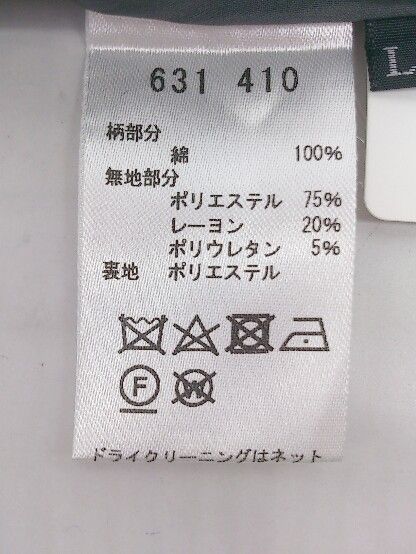 631 410
柄部分
綿 100%
無地部分
ポリエステル 75%
レーヨン 20%
ポリウレタン 5%
裏地 ポリエステル
F
W
ドライクリーニングはネット